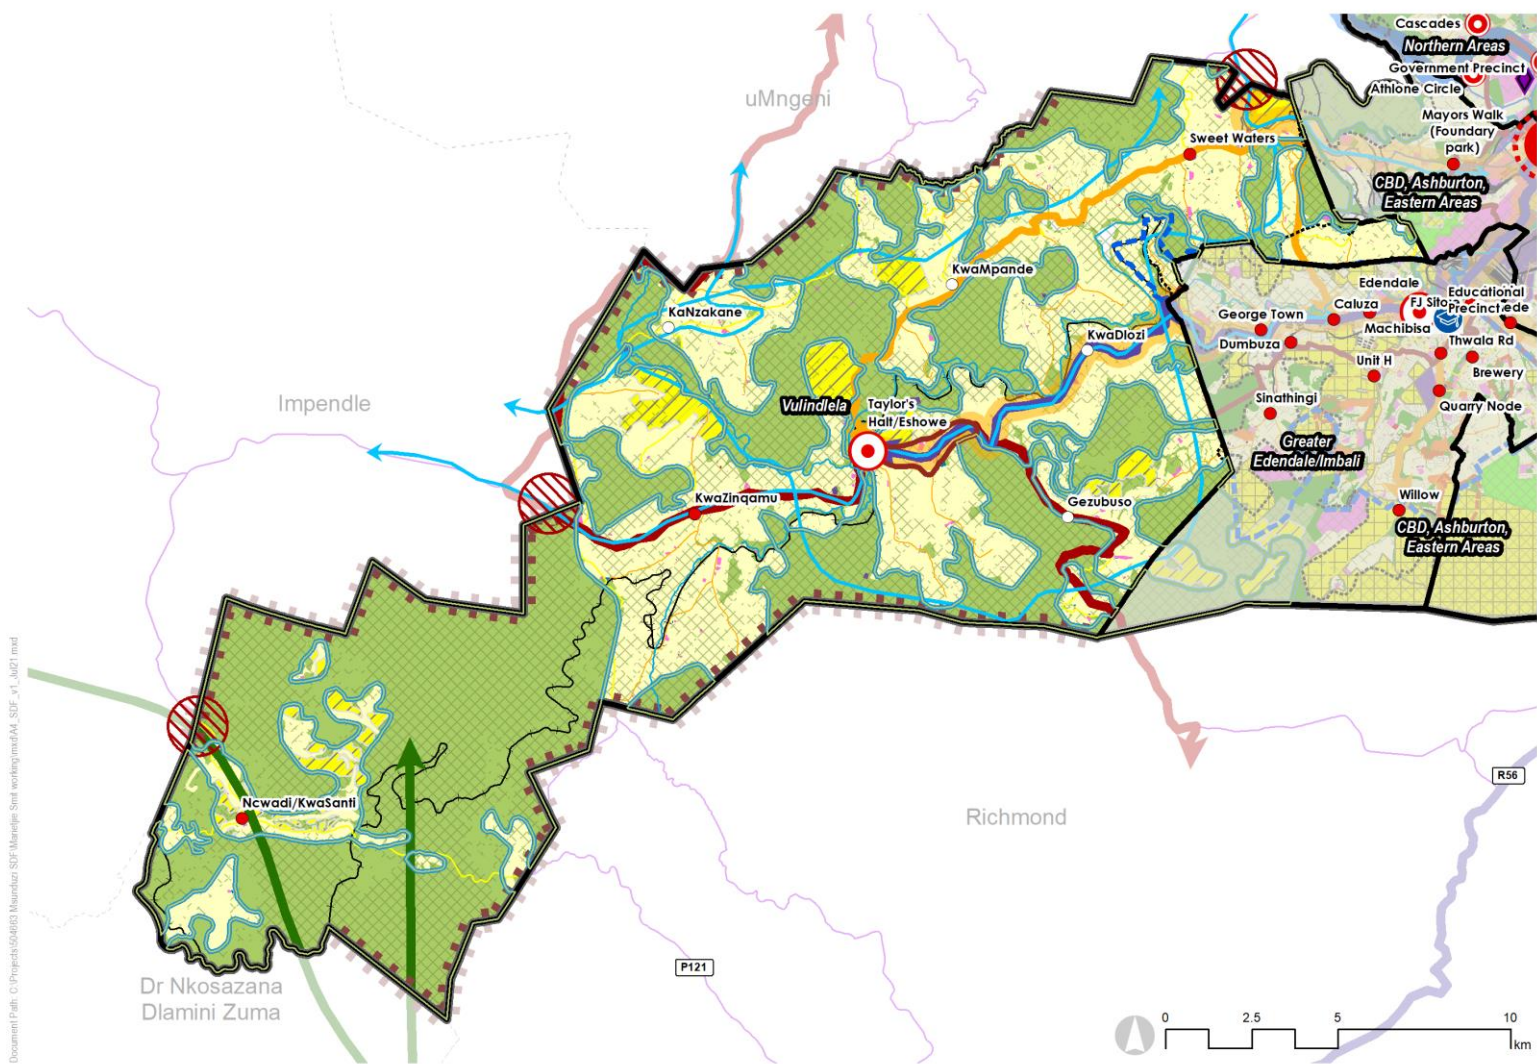 Cascades
Northern Areas
Government Precinct
Athlone Circle
Mayors Walk
(Foundary
park)
CBD, Ashburton,
Eastern Areas
uMngeni
Sweet Waters
KwaMpande
KaNzakane
KwaDlozi
Edendale
Educational
Precinct
ede
Caluza
FJ Sito
George Town
Machibisa
Dumbuza
Thwala Rd
Unit H
Brewery
Impendle
Vulindlela
Taylor's
Halt/Eshowe
Sinathingi
Quarry Node
Greater
Edendale/Imbali
KwaZinqamu
Gezubuso
Willow
CBD, Ashburton,
Eastern Areas
Ncwadi/KwaSanti
Richmond
R56
P121
Dr Nkosazana
Dlamini Zuma
0 2.5 5 10
km